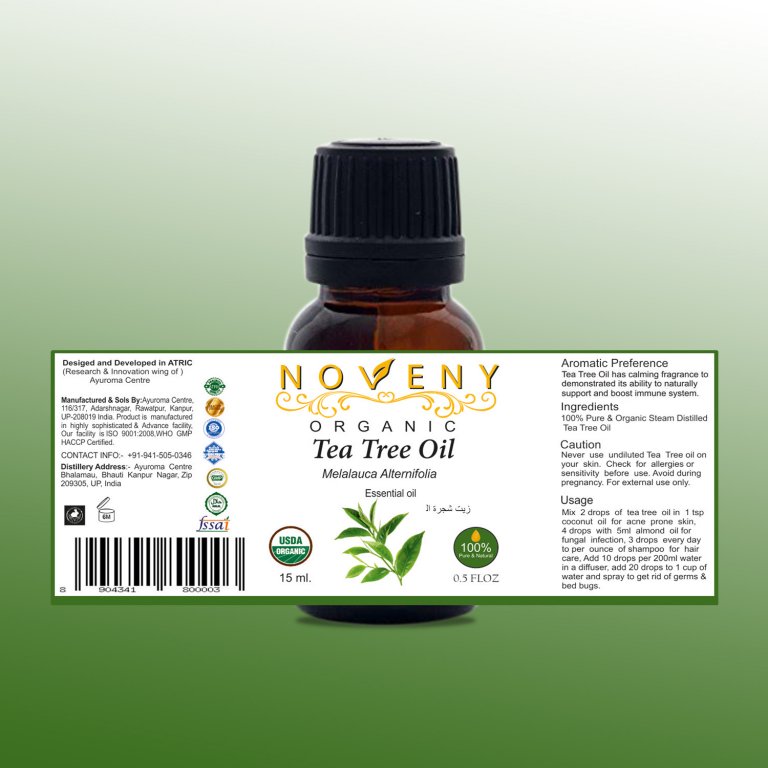 Desiged and Developed in ATRIC
(Research & Innovation wing of )
Ayuroma Centre
Manufactured & Sols By:Ayuroma Centre,
116/317, Adarshnagar, Rawatpur, Kanpur,
UP-208019 India. Product is manufactured
in highly sophisticated & Advance facility,
Our facility is ISO 9001:2008,WHO GMP
HACCP Certified.
CONTACT INFO:- +91-941-505-0346
Distillery Address:- Ayuroma Centre
Bhalamau, Bhauti Kanpur Nagar, Zip
209305, UP, India
6M
8 904341 800003
GMP
HALAL
fssai
NOVENY
ORGANIC
Tea Tree Oil
Melalauca Alternifolia
Essential oil
زيت شجرة ال
USDA
ORGANIC
15 ml.
100%
Pure & Natural
0.5 FLOZ
Aromatic Preference
Tea Tree Oil has calming fragrance to
demonstrated its ability to naturally
support and boost immune system.
Ingredients
100% Pure & Organic Steam Distilled
Tea Tree Oil
Caution
Never use undiluted Tea Tree oil on
your skin. Check for allergies or
sensitivity before use. Avoid during
pregnancy. For external use only.
Usage
Mix 2 drops of tea tree oil in 1 tsp
coconut oil for acne prone skin,
4 drops with 5ml almond oil for
fungal infection, 3 drops every day
to per ounce of shampoo for hair
care, Add 10 drops per 200ml water
in a diffuser, add 20 drops to 1 cup of
water and spray to get rid of germs &
bed bugs.